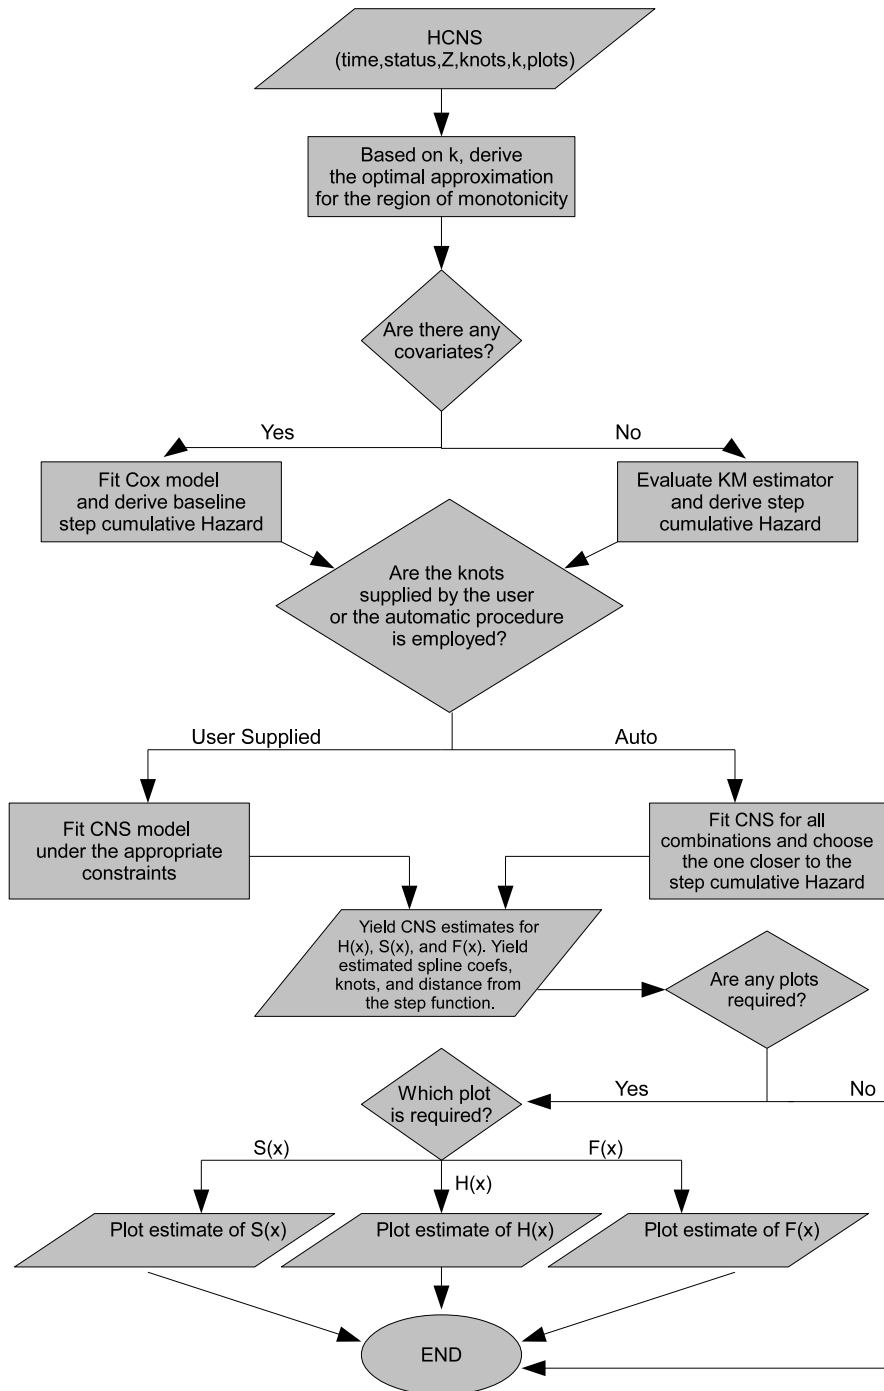 HCNS
(time,status,Z,knots,k,plots)
Based on k, derive
the optimal approximation
for the region of monotonicity
Are there any
covariates?
Yes
No
Fit Cox model
and derive baseline
step cumulative Hazard
Evaluate KM estimator
and derive step
cumulative Hazard
Are the knots
supplied by the user
or the automatic procedure
is employed?
User Supplied
Auto
Fit CNS model
under the appropriate
constraints
Fit CNS for all
combinations and choose
the one closer to the
step cumulative Hazard
Yield CNS estimates for
H(x), S(x), and F(x). Yield
estimated spline coefs,
knots, and distance from
the step function.
Are any plots
required?
Yes
No
Which plot
is required?
S(x)
F(x)
H(x)
Plot estimate of S(x)
Plot estimate of H(x)
Plot estimate of F(x)
END